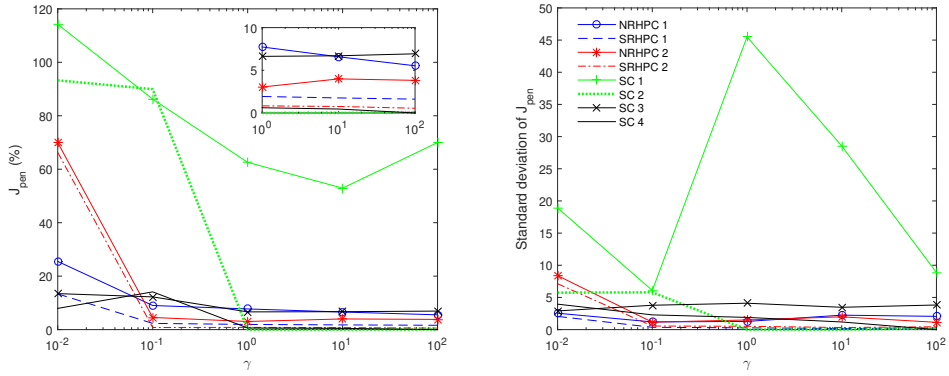 120
100
80
60
40
20
0
J_pen (%)
10^-2
10^-1
10^0
10^1
10^2
γ
10
5
0
10^0
10^1
10^2
50
45
40
35
30
25
20
15
10
5
0
Standard deviation of J_pen
10^-2
10^-1
10^0
10^1
10^2
γ
NRHPC 1
SRHPC 1
NRHPC 2
SRHPC 2
SC 1
SC 2
SC 3
SC 4